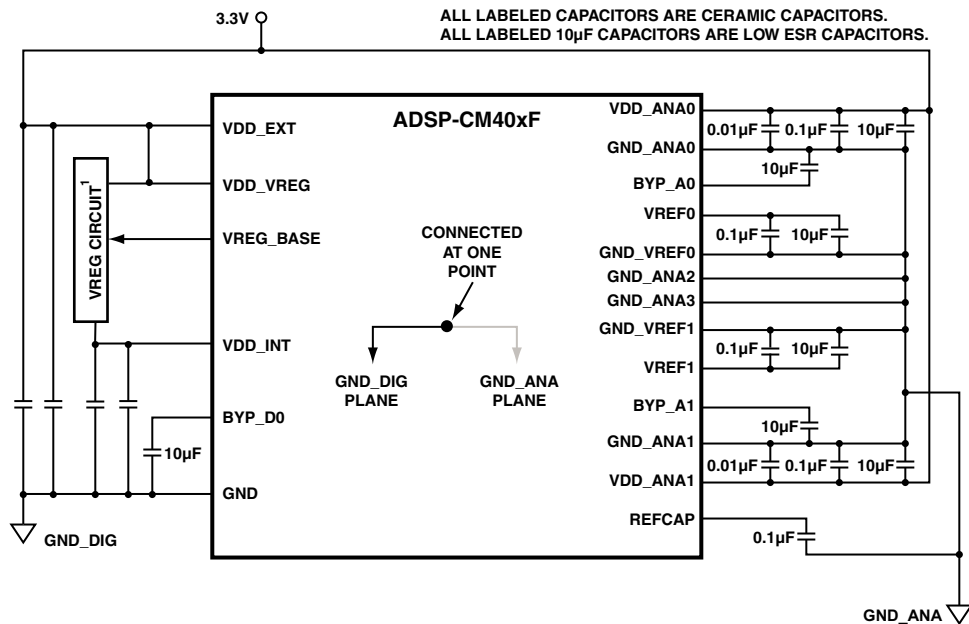 3.3V
ALL LABELED CAPACITORS ARE CERAMIC CAPACITORS.
ALL LABELED 10µF CAPACITORS ARE LOW ESR CAPACITORS.
ADSP-CM40xF
VDD_EXT
VDD_VREG
VREG_BASE
VREG CIRCUIT1
VDD_INT
BYP_D0
10µF
GND
GND_DIG
CONNECTED
AT ONE
POINT
GND_DIG
PLANE
GND_ANA
PLANE
VDD_ANA0
0.01µF
0.1µF
10µF
GND_ANA0
10µF
BYP_A0
VREF0
0.1µF
10µF
GND_VREF0
GND_ANA2
GND_ANA3
GND_VREF1
0.1µF
10µF
VREF1
BYP_A1
10µF
GND_ANA1
0.01µF
0.1µF
10µF
VDD_ANA1
REFCAP
0.1µF
GND_ANA